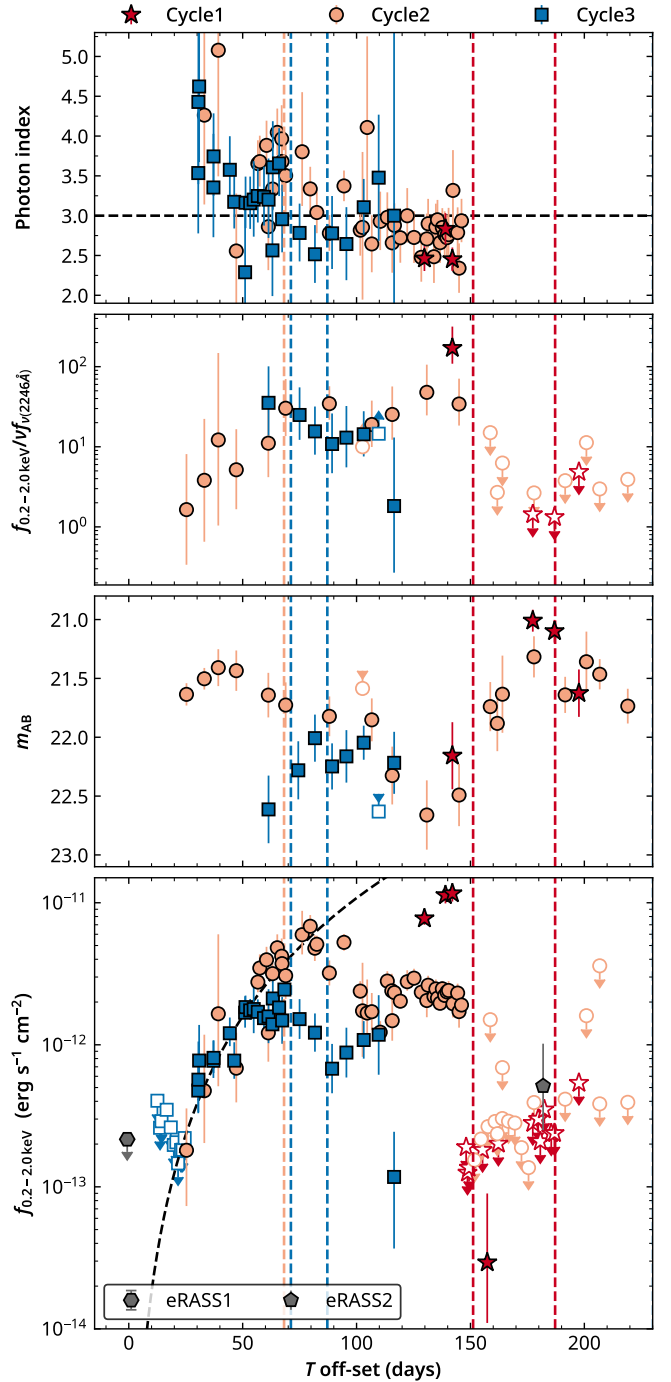 Cycle1 Cycle2 Cycle3
5.0
4.5
4.0
3.5
3.0
2.5
2.0
Photon index
10²
10¹
10⁰
f0.2−2.0 keV/νfν(2246Å)
21.0
21.5
22.0
22.5
23.0
mAB
10⁻¹¹
10⁻¹²
10⁻¹³
10⁻¹⁴
f0.2−2.0 keV (erg s⁻¹ cm⁻²)
eRASS1 eRASS2
0 50 100 150 200
T off-set (days)